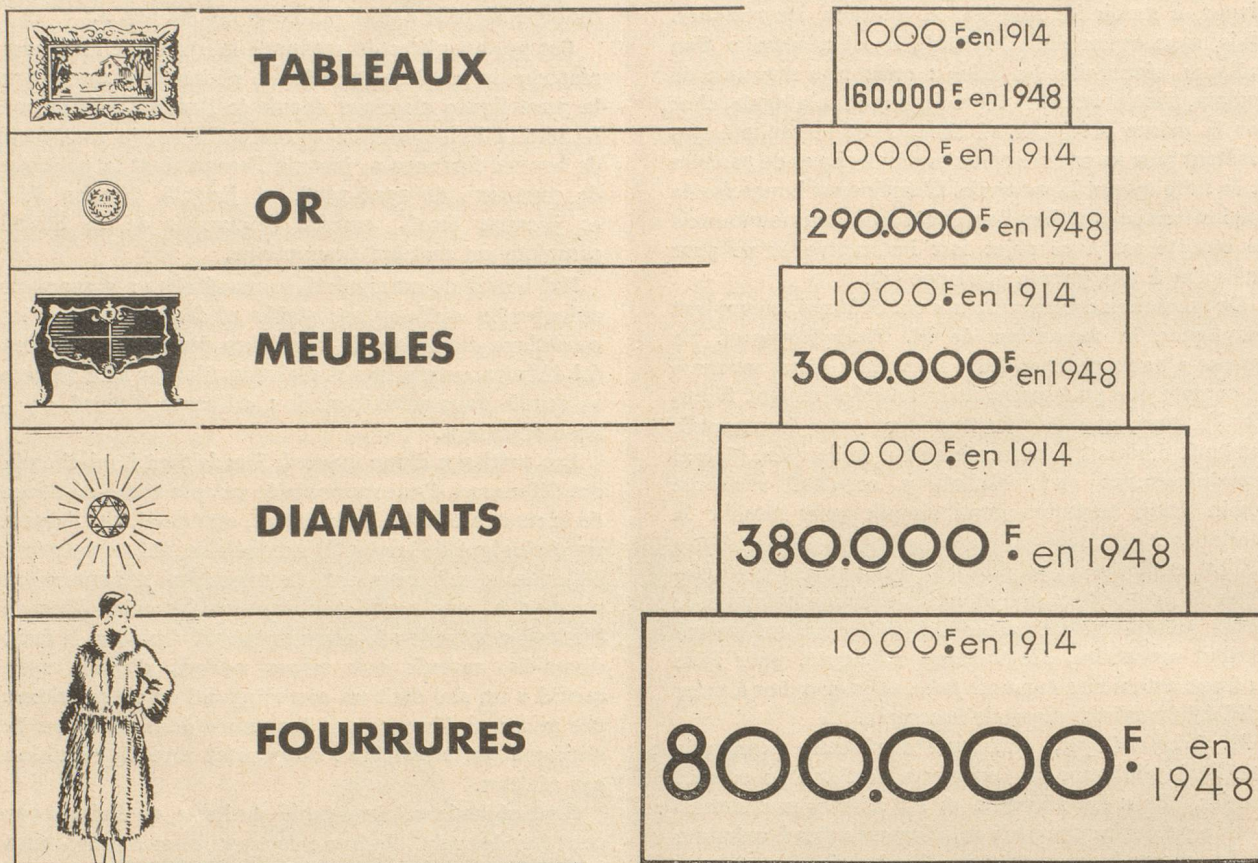 TABLEAUX
1000 F. en 1914
160.000 F. en 1948
OR
1000 F. en 1914
290.000 F. en 1948
MEUBLES
1000 F. en 1914
300.000 F. en 1948
DIAMANTS
1000 F. en 1914
380.000 F. en 1948
FOURRURES
1000 F. en 1914
800.000 F. en
1948